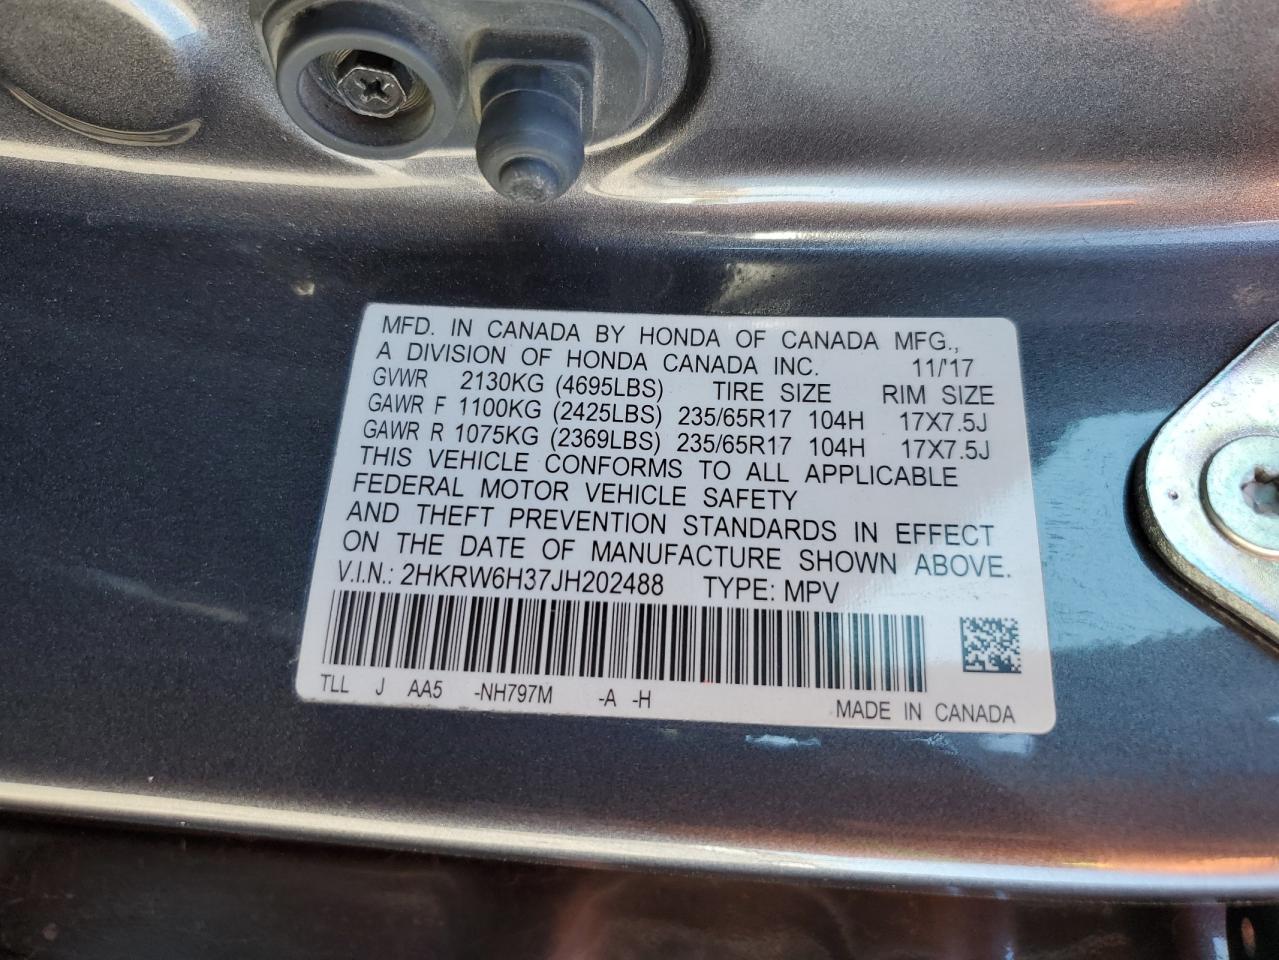 MFD. IN CANADA BY HONDA OF CANADA MFG.,
A DIVISION OF HONDA CANADA INC. 11/'17
GVWR 2130KG (4695LBS) TIRE SIZE RIM SIZE
GAWR F 1100KG (2425LBS) 235/65R17 104H 17X7.5J
GAWR R 1075KG (2369LBS) 235/65R17 104H 17X7.5J
THIS VEHICLE CONFORMS TO ALL APPLICABLE
FEDERAL MOTOR VEHICLE SAFETY
AND THEFT PREVENTION STANDARDS IN EFFECT
ON THE DATE OF MANUFACTURE SHOWN ABOVE.
V.I.N.: 2HKRW6H37JH202488 TYPE: MPV
TLL J AA5 -NH797M -A -H MADE IN CANADA